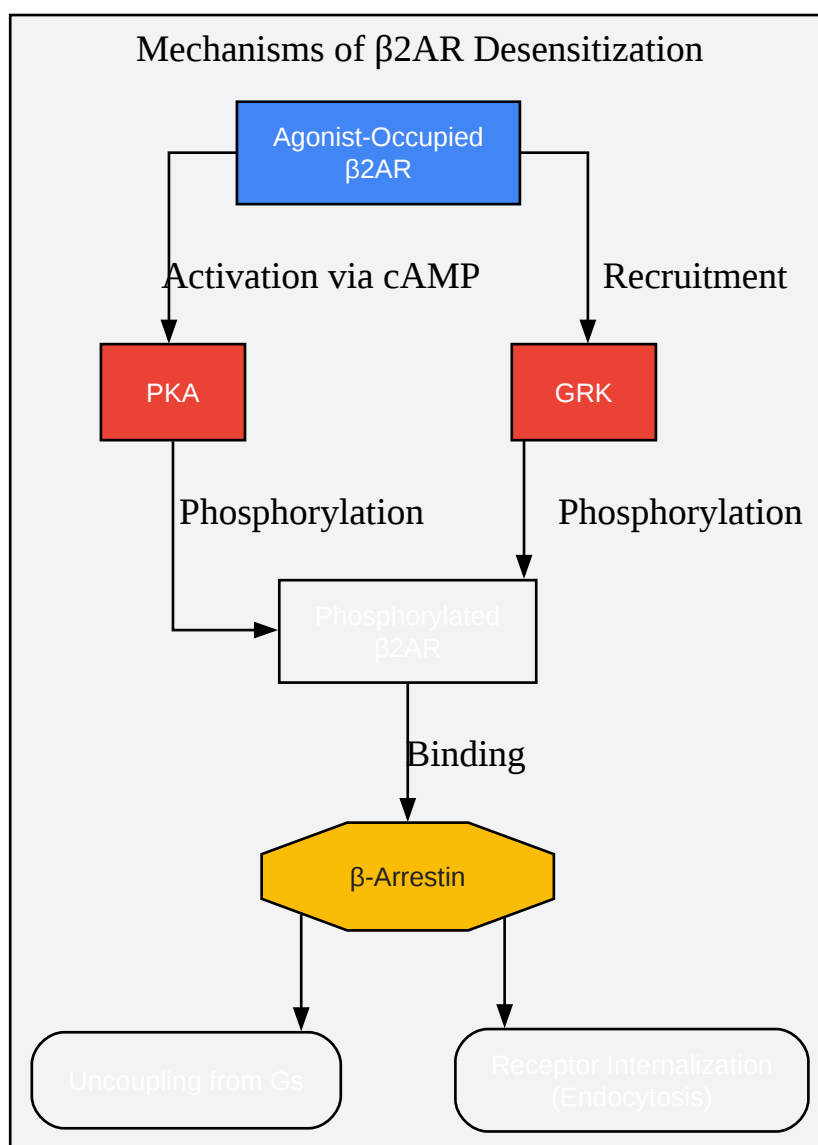 Mechanisms of β2AR Desensitization
Agonist-Occupied
β2AR
Activation via cAMP
Recruitment
PKA
GRK
Phosphorylation
Phosphorylation
Phosphorylated
β2AR
Binding
β-Arrestin
Uncoupling from Gs
Receptor Internalization
(Endocytosis)